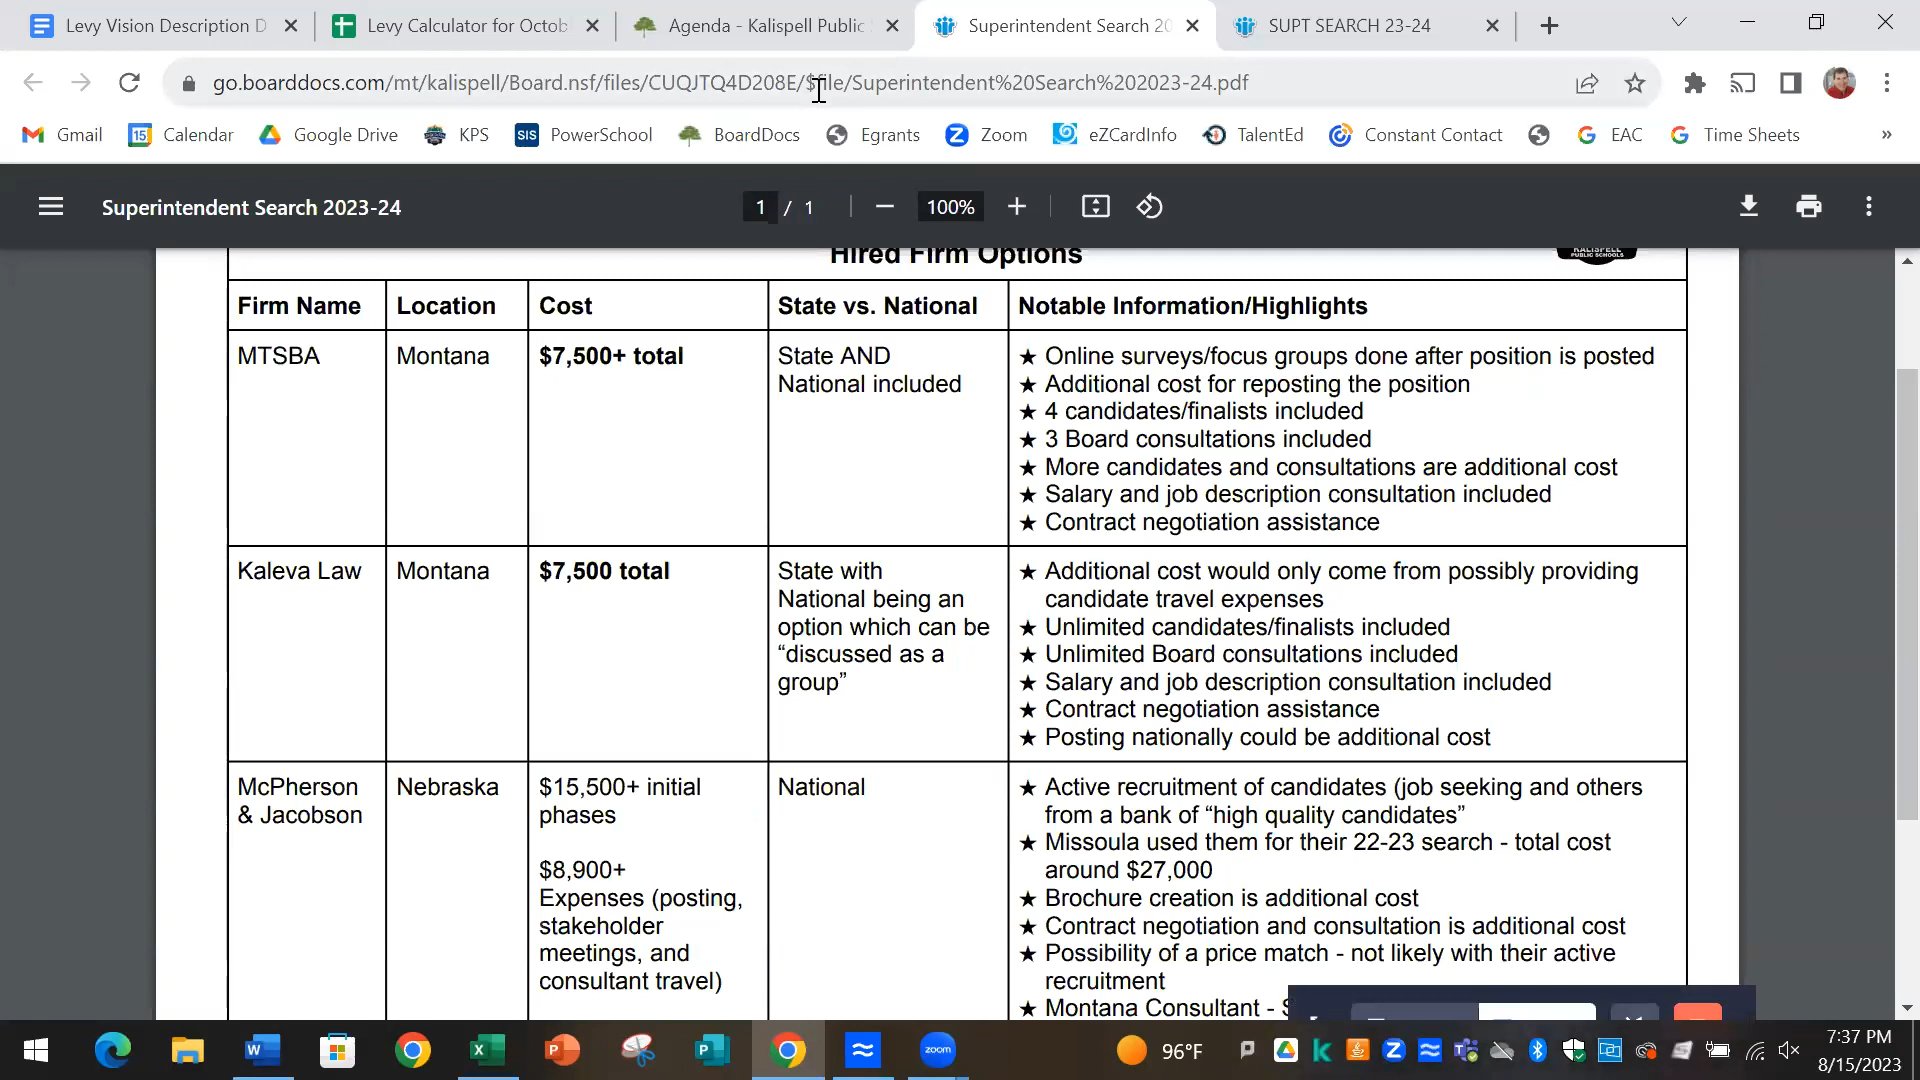 Levy Vision Description D
Levy Calculator for Octob
Agenda - Kalispell Public
Superintendent Search 20
SUPT SEARCH 23-24
go.boarddocs.com/mt/kalispell/Board.nsf/files/CUQJTQ4D208E/$file/Superintendent%20Search%202023-24.pdf
Gmail
15 Calendar
Google Drive
KPS
SIS PowerSchool
BoardDocs
Egrants
Zoom
eZCardInfo
TalentEd
Constant Contact
EAC
Time Sheets
»
Superintendent Search 2023-24
1 / 1
100%
Hired Firm Options
KALISPELL
PUBLIC SCHOOLS
Firm Name
Location
Cost
State vs. National
Notable Information/Highlights
MTSBA
Montana
$7,500+ total
State AND
National included
★ Online surveys/focus groups done after position is posted
★ Additional cost for reposting the position
★ 4 candidates/finalists included
★ 3 Board consultations included
★ More candidates and consultations are additional cost
★ Salary and job description consultation included
★ Contract negotiation assistance
Kaleva Law
Montana
$7,500 total
State with
National being an
option which can be
“discussed as a
group”
★ Additional cost would only come from possibly providing
candidate travel expenses
★ Unlimited candidates/finalists included
★ Unlimited Board consultations included
★ Salary and job description consultation included
★ Contract negotiation assistance
★ Posting nationally could be additional cost
McPherson
& Jacobson
Nebraska
$15,500+ initial
phases
$8,900+
Expenses (posting,
stakeholder
meetings, and
consultant travel)
National
★ Active recruitment of candidates (job seeking and others
from a bank of “high quality candidates”
★ Missoula used them for their 22-23 search - total cost
around $27,000
★ Brochure creation is additional cost
★ Contract negotiation and consultation is additional cost
★ Possibility of a price match - not likely with their active
recruitment
★ Montana Consultant -
zoom
96°F
7:37 PM
8/15/2023